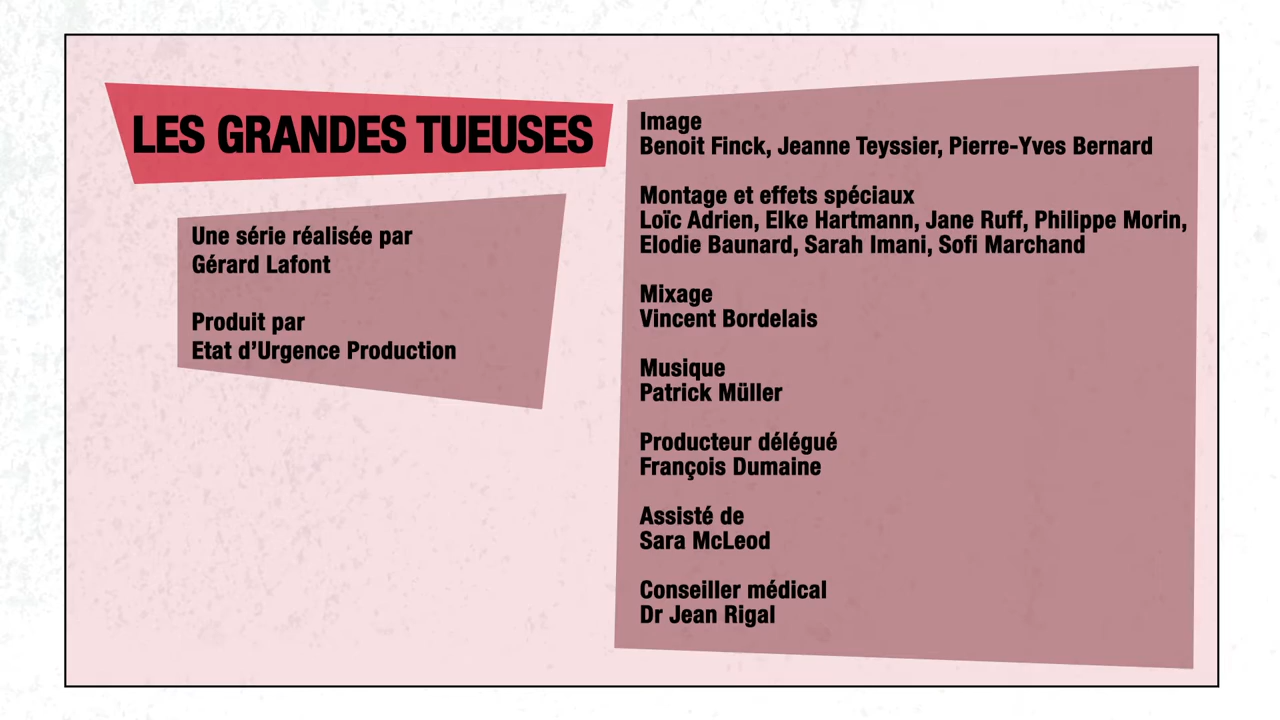 LES GRANDES TUEUSES
Une série réalisée par
Gérard Lafont
Produit par
Etat d’Urgence Production
Image
Benoit Finck, Jeanne Teyssier, Pierre-Yves Bernard
Montage et effets spéciaux
Loïc Adrien, Elke Hartmann, Jane Ruff, Philippe Morin,
Elodie Baunard, Sarah Imani, Sofi Marchand
Mixage
Vincent Bordelais
Musique
Patrick Müller
Producteur délégué
François Dumaine
Assisté de
Sara McLeod
Conseiller médical
Dr Jean Rigal